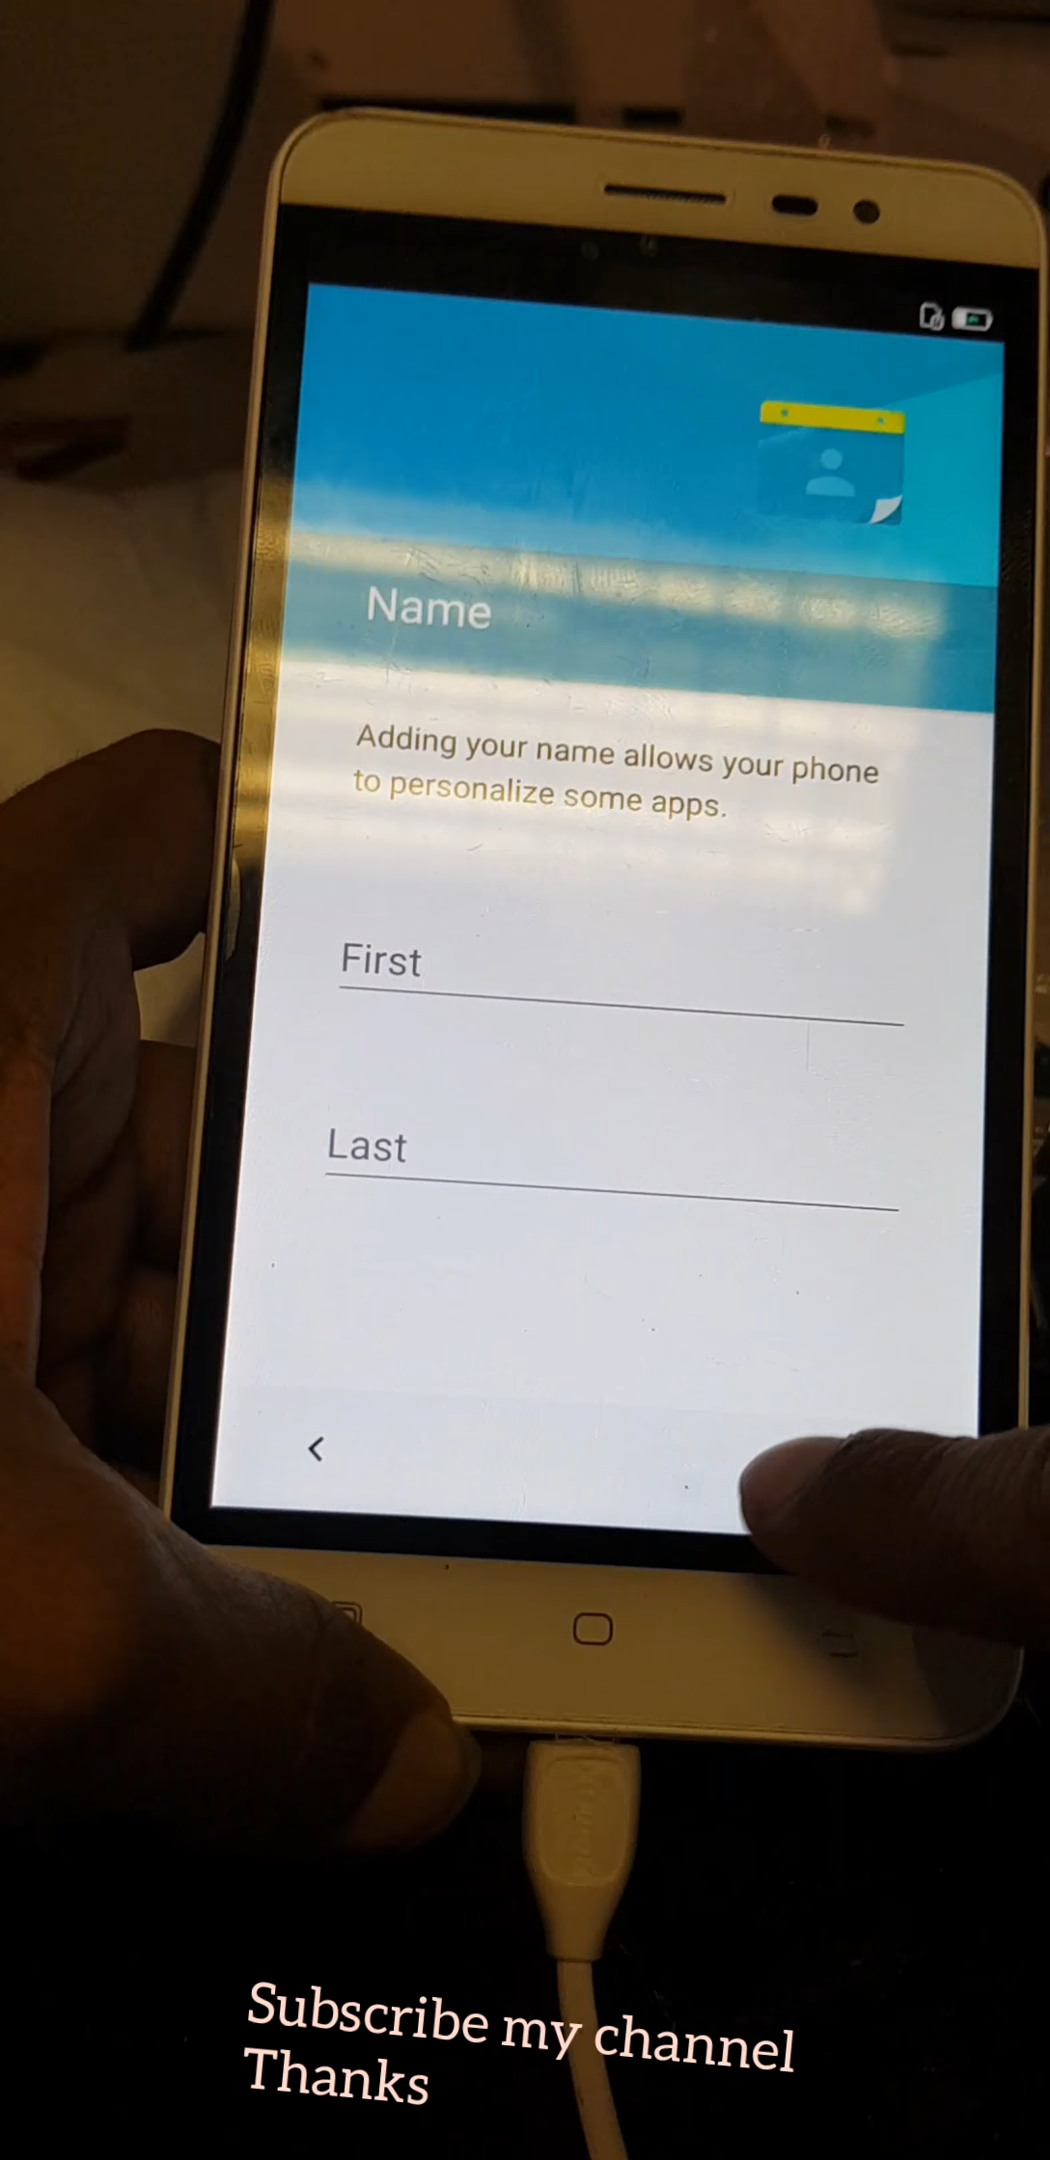 Name
Adding your name allows your phone
to personalize some apps.
First
Last
Subscribe my channel
Thanks